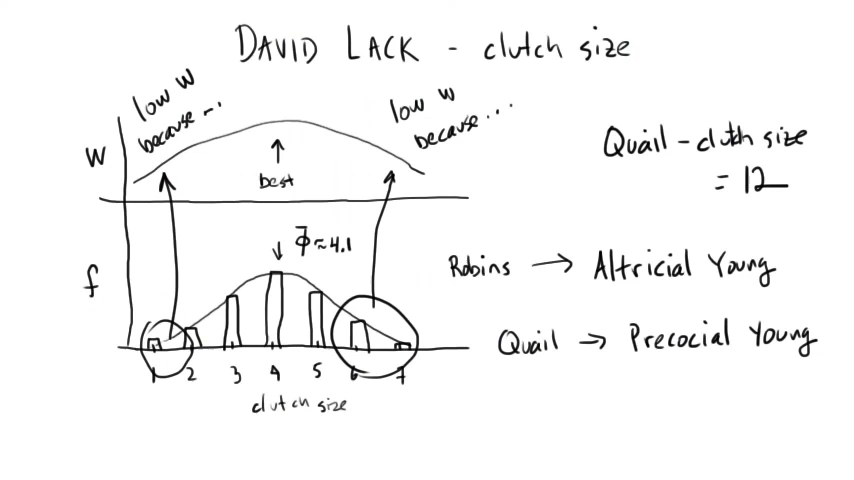 DAVID LACK - clutch size
low w
because...
low w
because...
W
best
Quail - clutch size
= 12
Φ̄≈4.1
f
Robins → Altricial Young
Quail → Precocial Young
1 2 3 4 5 6 7
clutch size